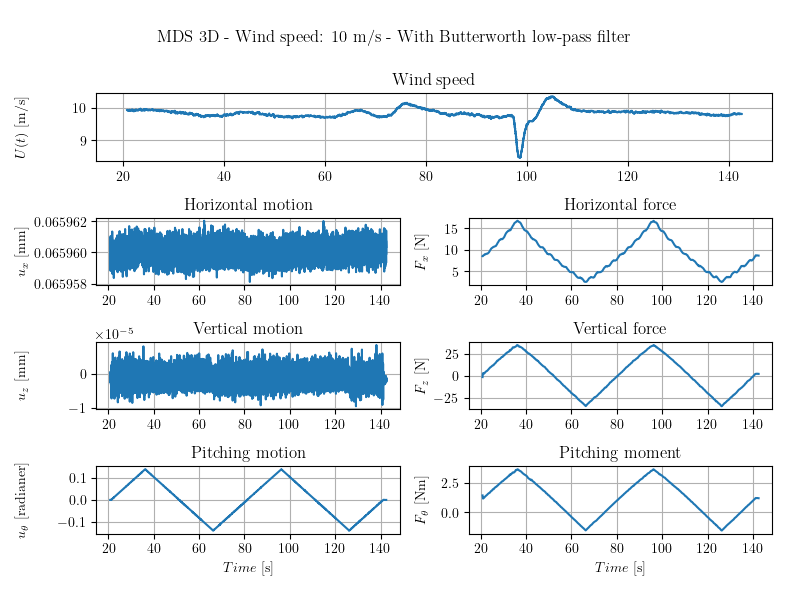 MDS 3D - Wind speed: 10 m/s - With Butterworth low-pass filter
Wind speed
U(t) [m/s]
10
9
20 40 60 80 100 120 140
Horizontal motion
u_x [mm]
0.065962
0.065960
0.065958
20 40 60 80 100 120 140
Horizontal force
F_x [N]
15
10
5
20 40 60 80 100 120 140
Vertical motion
×10⁻⁵
u_z [mm]
0
−1
20 40 60 80 100 120 140
Vertical force
F_z [N]
25
0
−25
20 40 60 80 100 120 140
Pitching motion
u_θ [radianer]
0.1
0.0
−0.1
20 40 60 80 100 120 140
Time [s]
Pitching moment
F_θ [Nm]
2.5
0.0
20 40 60 80 100 120 140
Time [s]